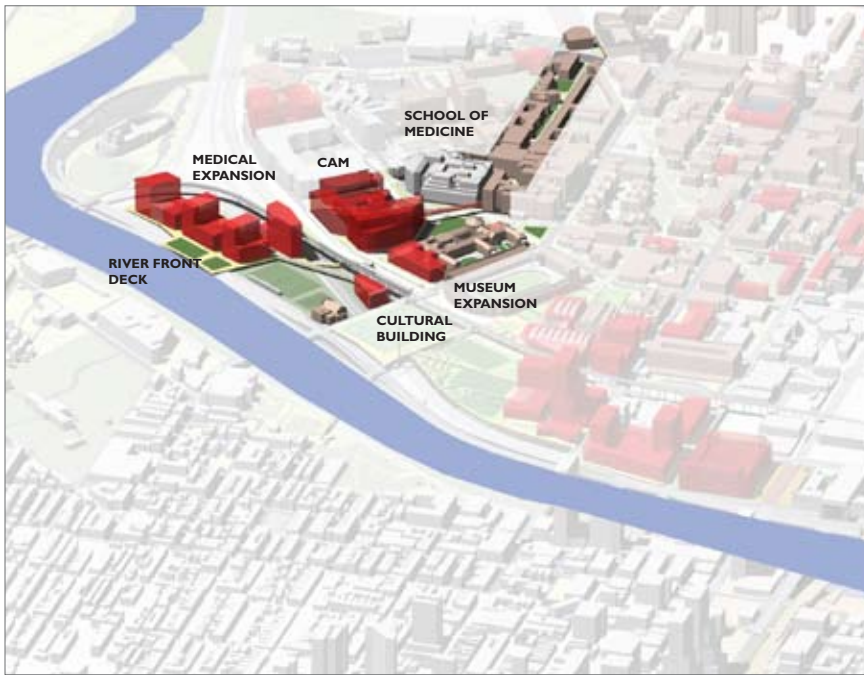 SCHOOL OF
MEDICINE
MEDICAL
EXPANSION
CAM
RIVER FRONT
DECK
MUSEUM
EXPANSION
CULTURAL
BUILDING